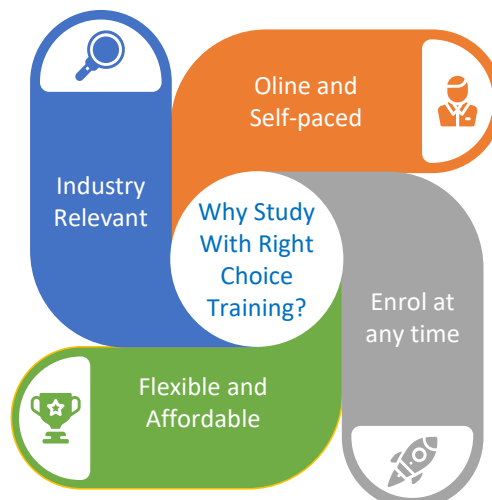 Oline and
Self-paced
Industry
Relevant
Why Study
With Right
Choice
Training?
Enrol at
any time
Flexible and
Affordable